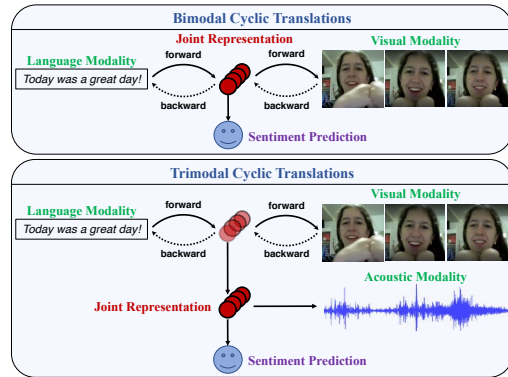 Bimodal Cyclic Translations
Joint Representation
Language Modality
forward
forward
Visual Modality
Today was a great day!
backward
backward
Sentiment Prediction
Trimodal Cyclic Translations
Language Modality
forward
forward
Visual Modality
Today was a great day!
backward
backward
Acoustic Modality
Joint Representation
Sentiment Prediction